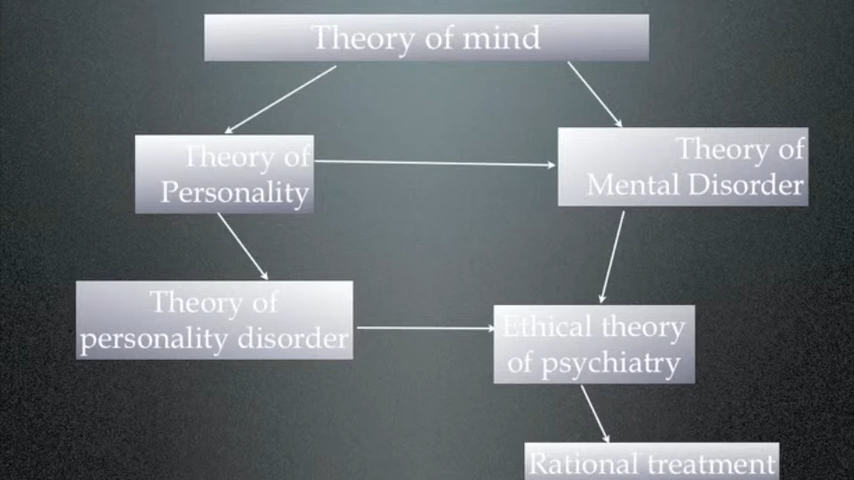 Theory of mind
Theory of
Personality
Theory of
Mental Disorder
Theory of
personality disorder
Ethical theory
of psychiatry
Rational treatment